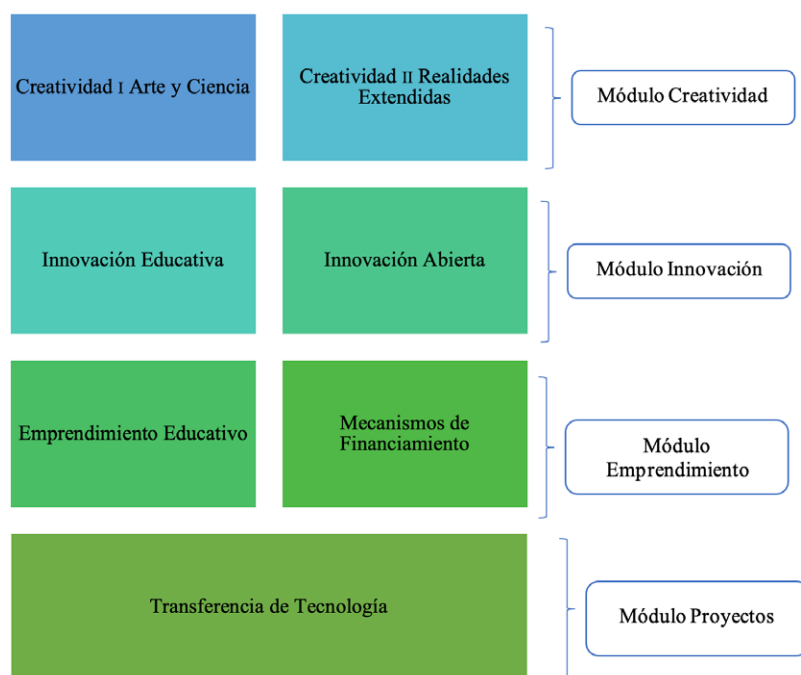 Creatividad I Arte y Ciencia
Creatividad II Realidades
Extendidas
Módulo Creatividad
Innovación Educativa
Innovación Abierta
Módulo Innovación
Emprendimiento Educativo
Mecanismos de
Financiamiento
Módulo
Emprendimiento
Transferencia de Tecnología
Módulo Proyectos